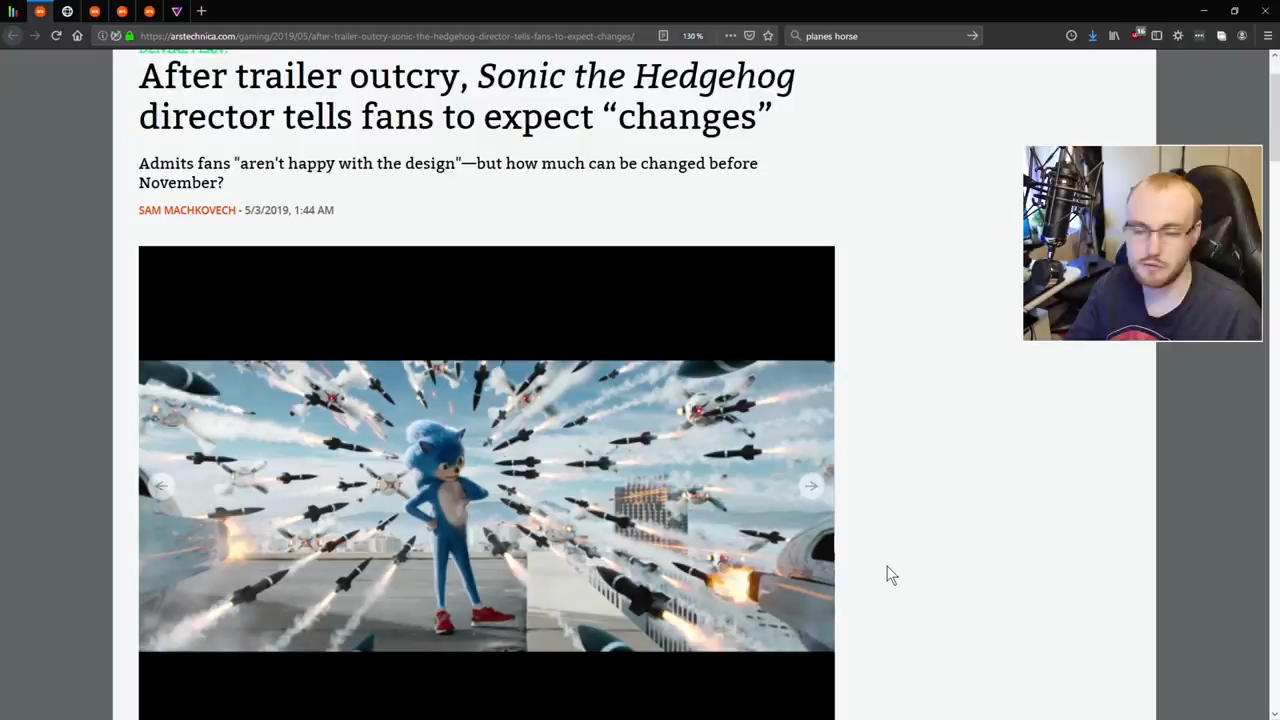 https://arstechnica.com/gaming/2019/05/after-trailer-outcry-sonic-the-hedgehog-director-tells-fans-to-expect-changes/
130%
planes horse
16
After trailer outcry, Sonic the Hedgehog
director tells fans to expect “changes”
Admits fans "aren't happy with the design"—but how much can be changed before
November?
SAM MACHKOVECH - 5/3/2019, 1:44 AM